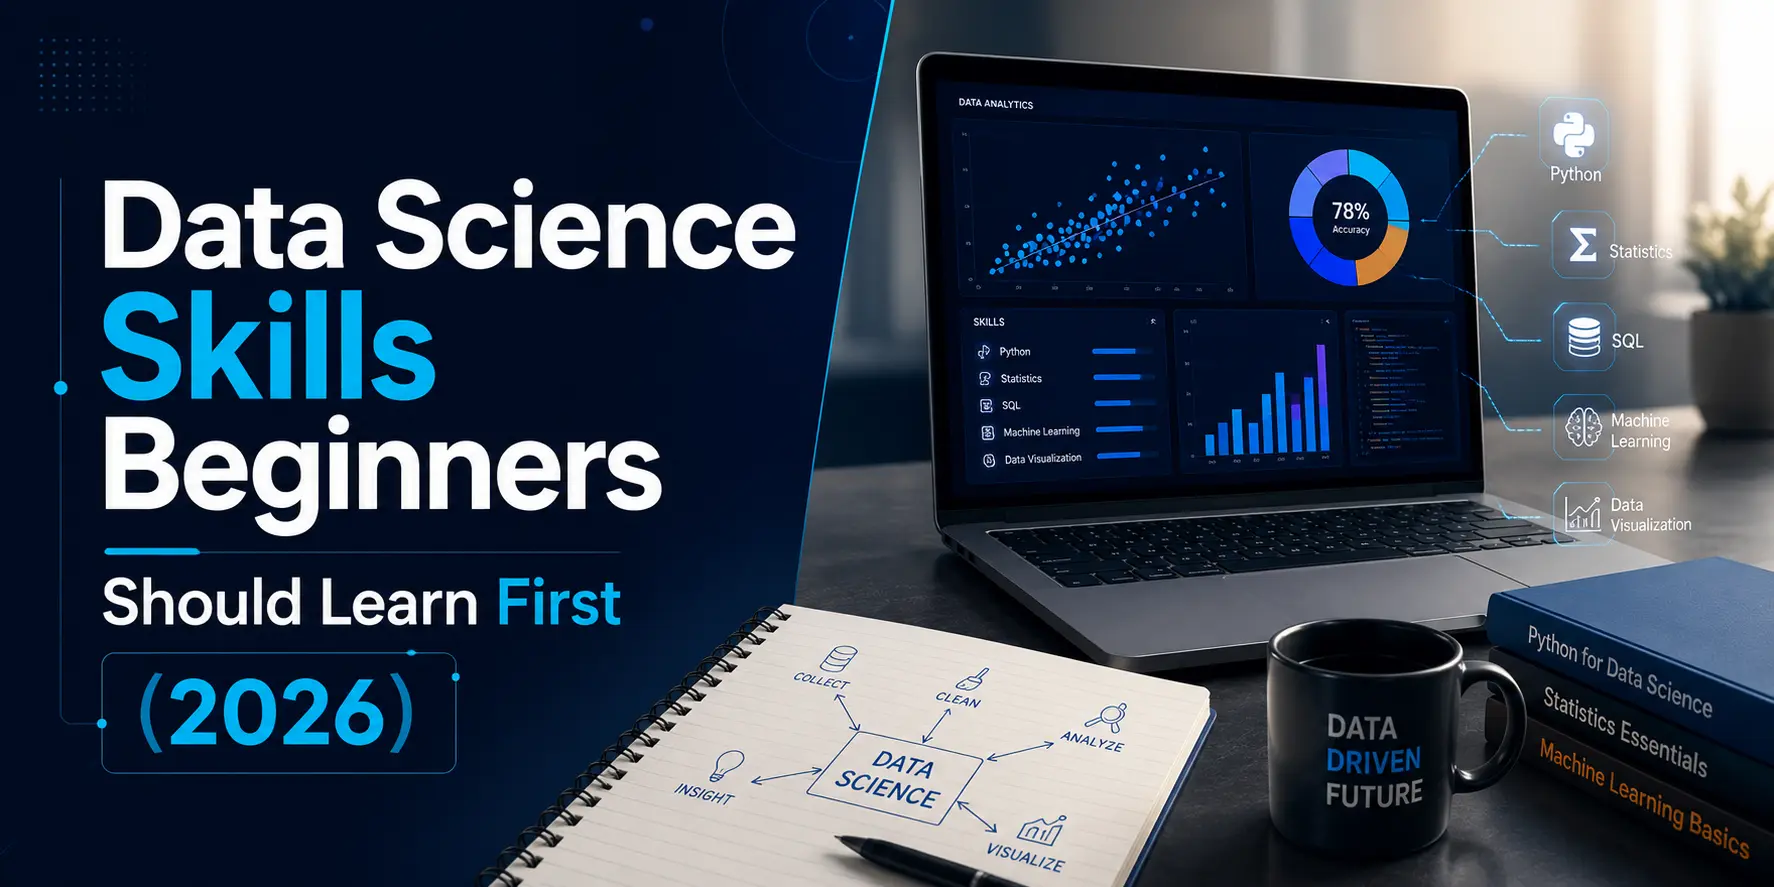 Data Science
Skills
Beginners
Should Learn First
(2026)
DATA ANALYTICS
78%
Accuracy
SKILLS
Python
Statistics
SQL
Machine Learning
Data Visualization
Python
Statistics
SQL
Machine
Learning
Data
Visualization
COLLECT
CLEAN
ANALYZE
INSIGHT
DATA
SCIENCE
VISUALIZE
DATA
DRIVEN
FUTURE
Python for Data Science
Statistics Essentials
Machine Learning Basics